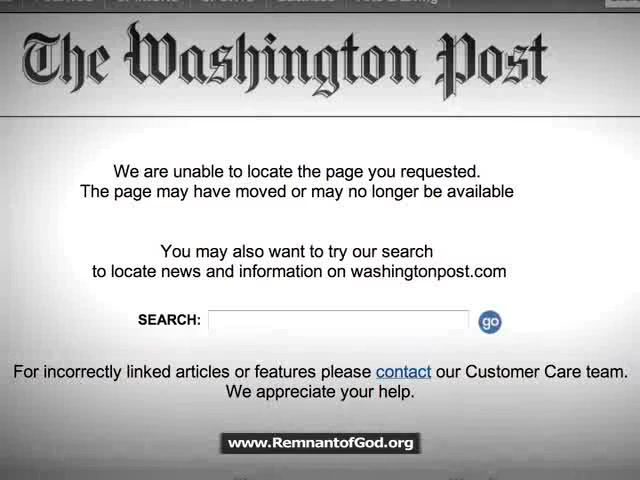 The Washington Post
We are unable to locate the page you requested.
The page may have moved or may no longer be available
You may also want to try our search
to locate news and information on washingtonpost.com
SEARCH:
go
For incorrectly linked articles or features please contact our Customer Care team.
We appreciate your help.
www.RemnantofGod.org